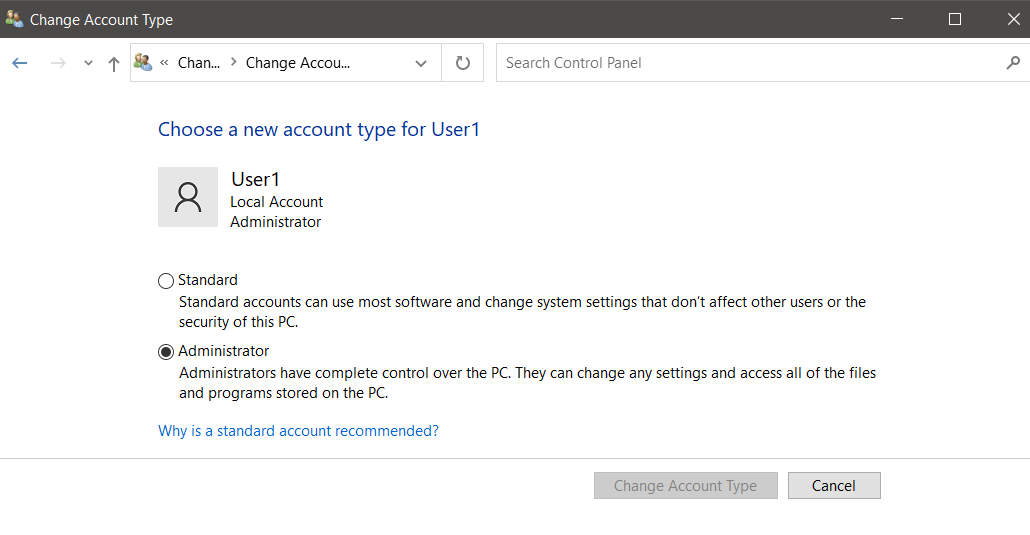 Change Account Type
« Chan... > Change Accou...
Search Control Panel
Choose a new account type for User1
User1
Local Account
Administrator
Standard
Standard accounts can use most software and change system settings that don't affect other users or the
security of this PC.
Administrator
Administrators have complete control over the PC. They can change any settings and access all of the files
and programs stored on the PC.
Why is a standard account recommended?
Change Account Type
Cancel